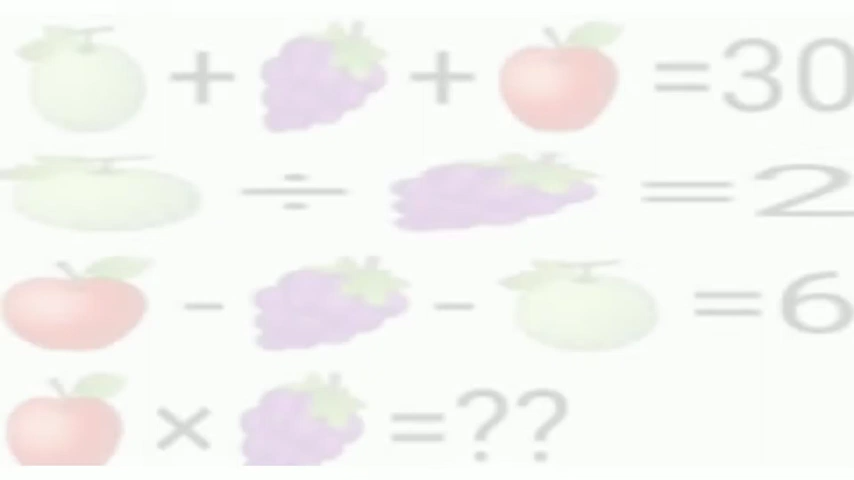 + + =30
÷ =2
- - =6
× =??